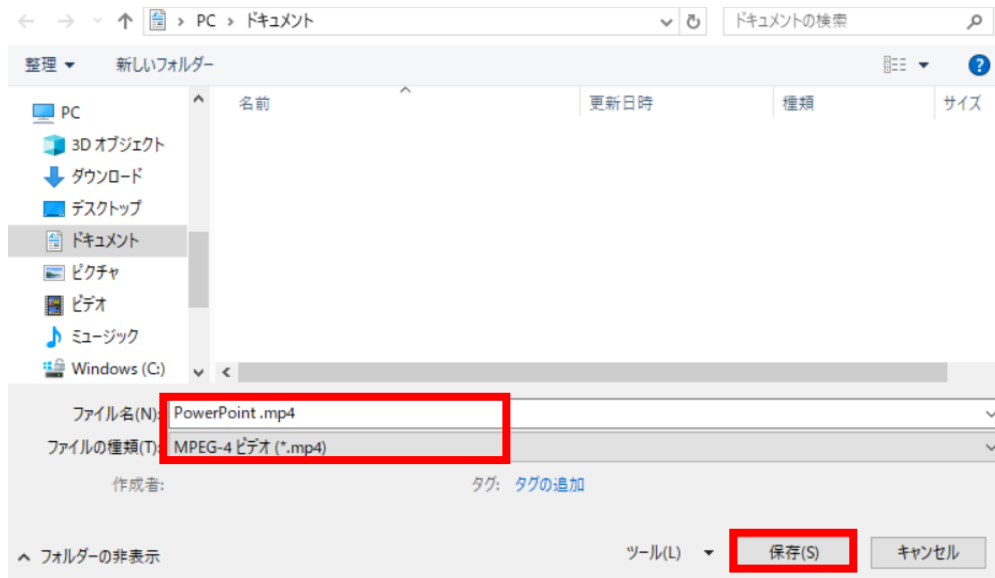 PC › ドキュメント
ドキュメントの検索
整理
新しいフォルダー
?
名前 更新日時 種類 サイズ
PC
3D オブジェクト
ダウンロード
デスクトップ
ドキュメント
ピクチャ
ビデオ
ミュージック
Windows (C:)
ファイル名(N): PowerPoint .mp4
ファイルの種類(T): MPEG-4 ビデオ (*.mp4)
作成者:
タグ: タグの追加
フォルダーの非表示
ツール(L)
保存(S)
キャンセル